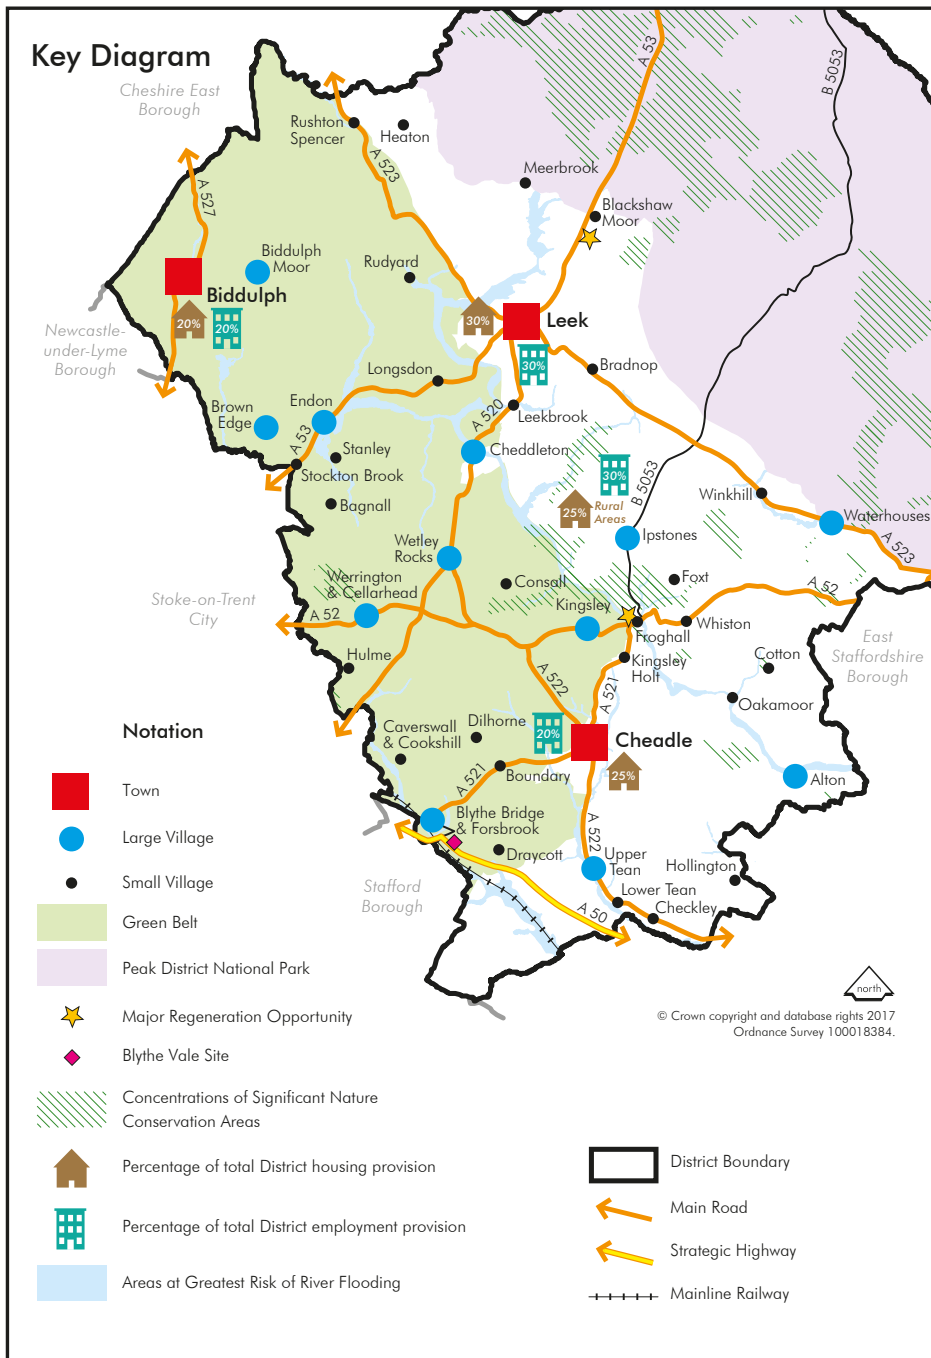 Key Diagram
Cheshire East
Borough
A 53
B 5053
Rushton
Spencer
Heaton
A 523
Meerbrook
A 527
Blackshaw
Moor
Biddulph
Moor
Rudyard
Biddulph
20%
20%
30%
Leek
Newcastle-
under-Lyme
Borough
30%
Longsdon
Bradnop
Brown
Edge
Endon
A 520
Leekbrook
A 53
Stanley
Cheddleton
Stockton Brook
30%
B 5053
Winkhill
Bagnall
25%
Rural
Areas
Waterhouses
Ipstones
A 523
Wetley
Rocks
Werrington
& Cellarhead
Consall
Foxt
A 52
Stoke-on-Trent
City
A 52
Kingsley
Froghall
Whiston
East
Staffordshire
Borough
Hulme
Kingsley
Holt
Cotton
A 522
A 521
Oakamoor
Caverswall
& Cookshill
Dilhorne
20%
Cheadle
Boundary
25%
Alton
A 521
Blythe Bridge
& Forsbrook
A 522
Draycott
Upper
Tean
Hollington
Stafford
Borough
Lower Tean
Checkley
A 50
Notation
Town
Large Village
Small Village
Green Belt
Peak District National Park
Major Regeneration Opportunity
Blythe Vale Site
Concentrations of Significant Nature
Conservation Areas
Percentage of total District housing provision
Percentage of total District employment provision
Areas at Greatest Risk of River Flooding
north
© Crown copyright and database rights 2017
Ordnance Survey 100018384.
District Boundary
Main Road
Strategic Highway
Mainline Railway